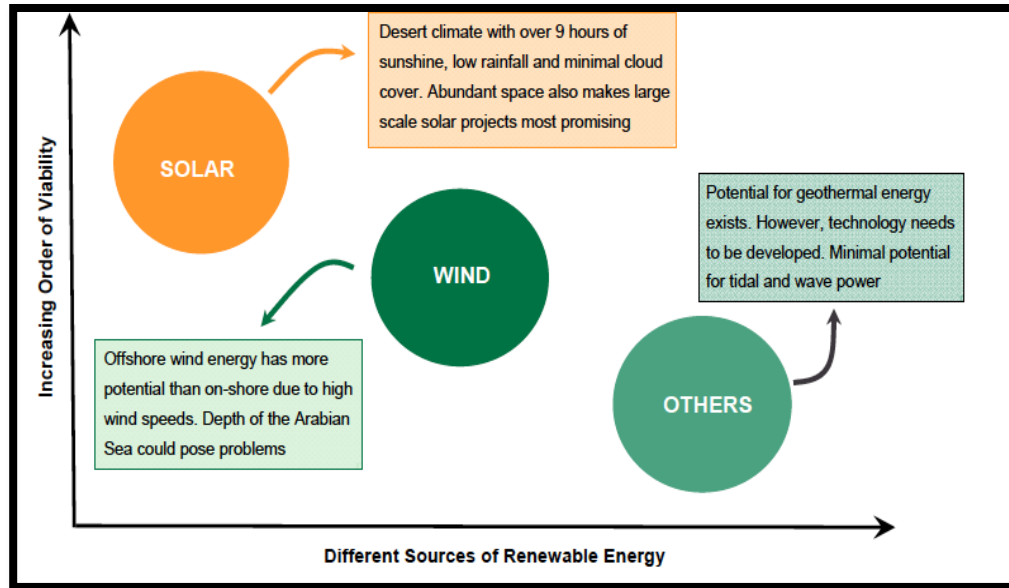 Desert climate with over 9 hours of
sunshine, low rainfall and minimal cloud
cover. Abundant space also makes large
scale solar projects most promising
SOLAR
Potential for geothermal energy
exists. However, technology needs
to be developed. Minimal potential
for tidal and wave power
WIND
Offshore wind energy has more
potential than on-shore due to high
wind speeds. Depth of the Arabian
Sea could pose problems
OTHERS
Increasing Order of Viability
Different Sources of Renewable Energy